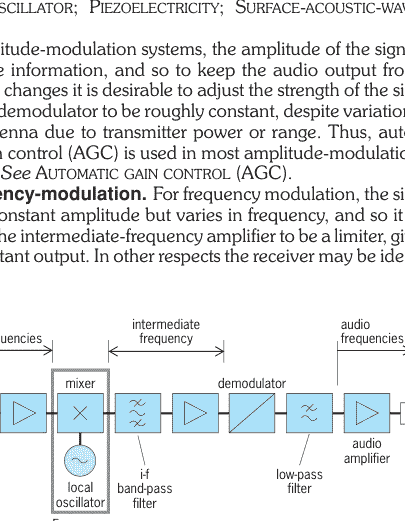 SCILLATOR; PIEZOELECTRICITY; SURFACE-ACOUSTIC-WAV
itude-modulation systems, the amplitude of the sign
e information, and so to keep the audio output fro
changes it is desirable to adjust the strength of the si
demodulator to be roughly constant, despite variation
enna due to transmitter power or range. Thus, aut
n control (AGC) is used in most amplitude-modulatio
See AUTOMATIC GAIN CONTROL (AGC).
ency-modulation. For frequency modulation, the si
onstant amplitude but varies in frequency, and so it
he intermediate-frequency amplifier to be a limiter, gi
tant output. In other respects the receiver may be ide
uencies
intermediate
frequency
audio
frequencies
mixer
demodulator
local
oscillator
i-f
band-pass
filter
low-pass
filter
audio
amplifier